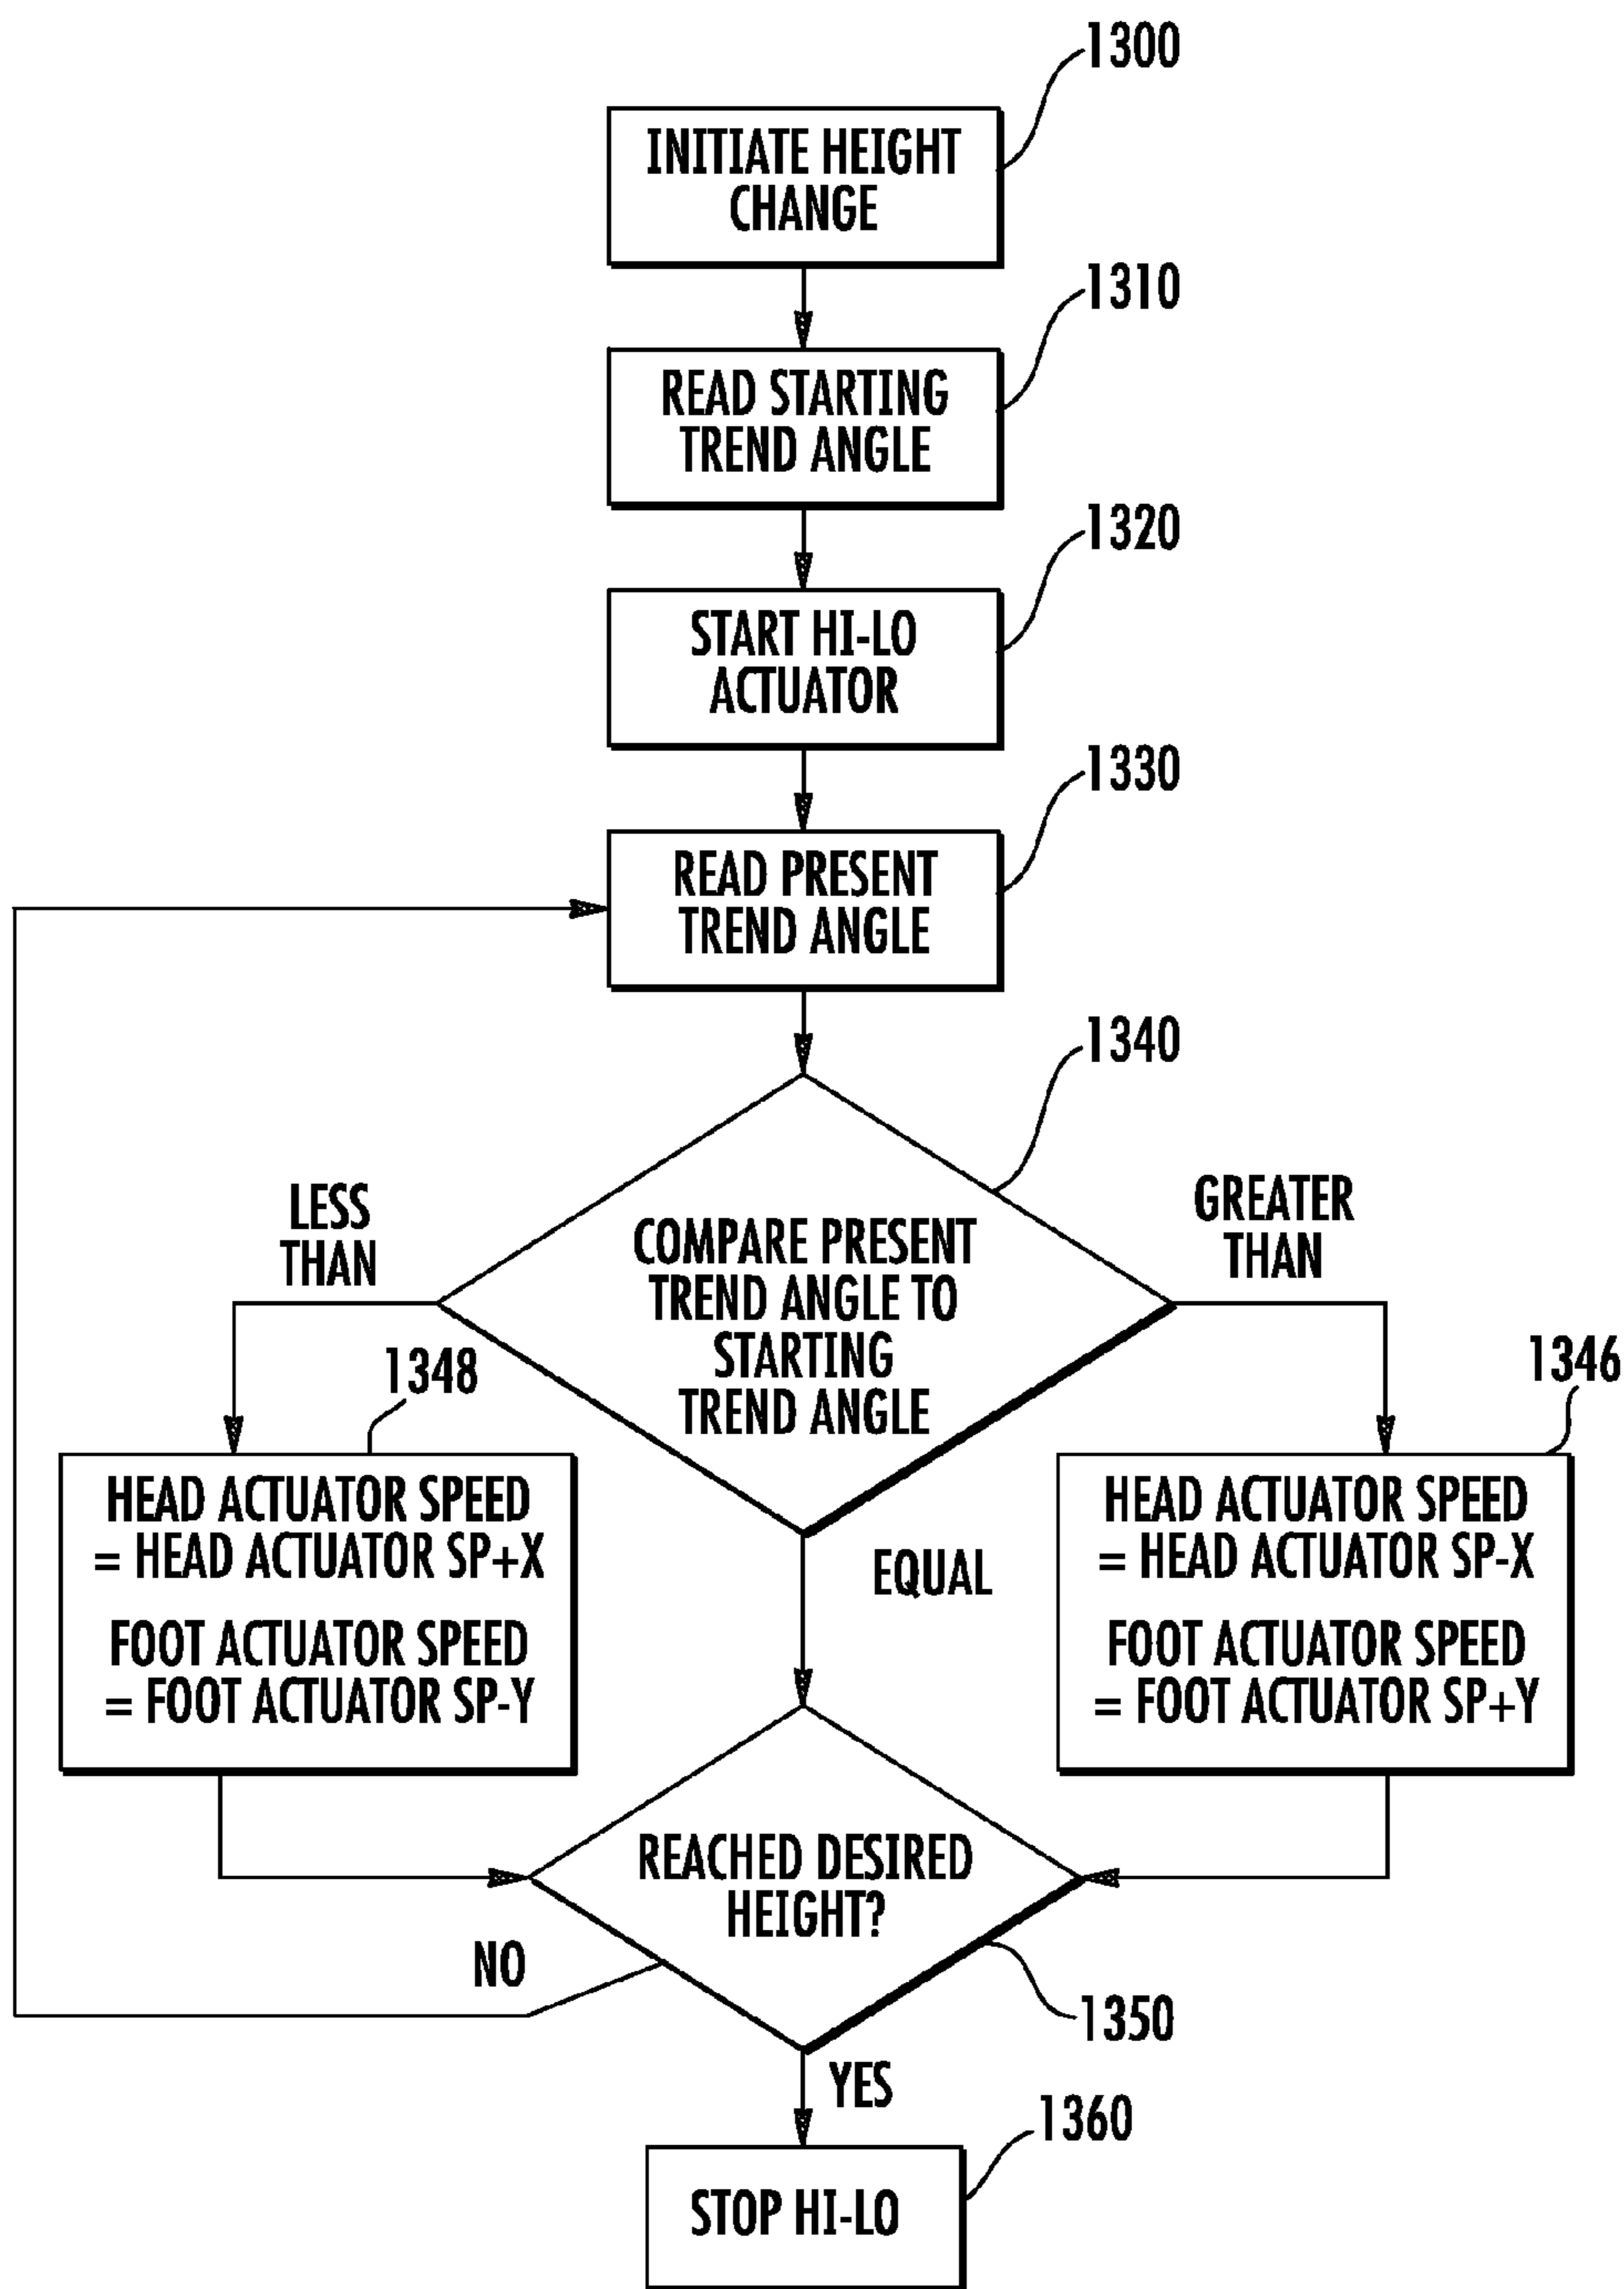 1300
INITIATE HEIGHT
CHANGE
1310
READ STARTING
TREND ANGLE
1320
START HI-LO
ACTUATOR
1330
READ PRESENT
TREND ANGLE
1340
LESS
THAN
GREATER
THAN
COMPARE PRESENT
TREND ANGLE TO
STARTING
TREND ANGLE
1348
1346
HEAD ACTUATOR SPEED
= HEAD ACTUATOR SP+X
FOOT ACTUATOR SPEED
= FOOT ACTUATOR SP-Y
EQUAL
HEAD ACTUATOR SPEED
= HEAD ACTUATOR SP-X
FOOT ACTUATOR SPEED
= FOOT ACTUATOR SP+Y
REACHED DESIRED
HEIGHT?
NO
1350
YES
1360
STOP HI-LO